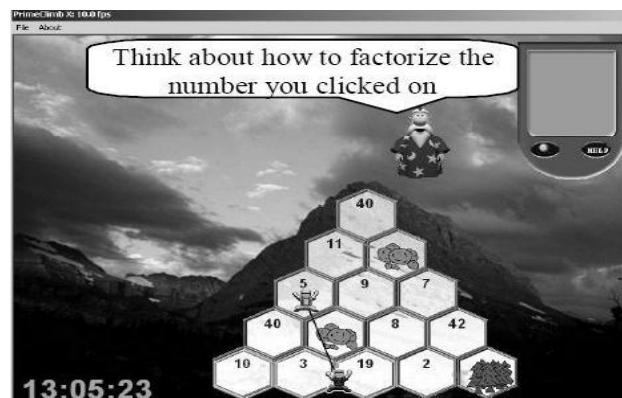 PrimeClimb X: 10.0 fps
File About
Think about how to factorize the
number you clicked on
HELP
40
11
5 9 7
40 8 42
10 3 19 2
13:05:23